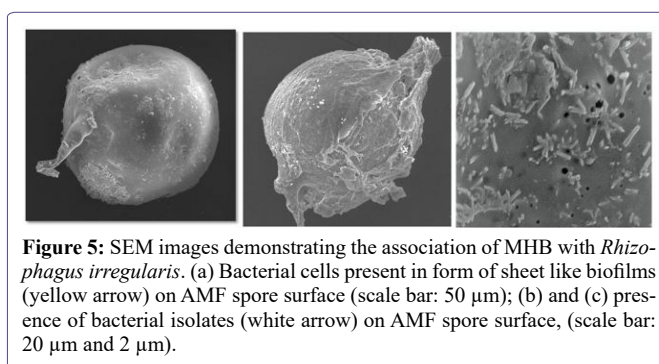 Figure 5: SEM images demonstrating the association of MHB with Rhizo-
phagus irregularis. (a) Bacterial cells present in form of sheet like biofilms
(yellow arrow) on AMF spore surface (scale bar: 50 µm); (b) and (c) pres-
ence of bacterial isolates (white arrow) on AMF spore surface, (scale bar:
20 µm and 2 µm).